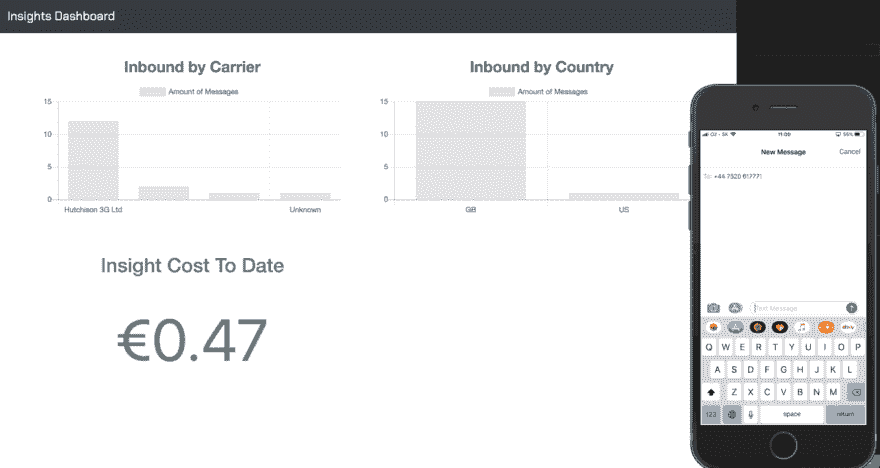 Insights Dashboard
Inbound by Carrier
Amount of Messages
15
10
5
0
Hutchison 3G Ltd
Unknown
Inbound by Country
Amount of Messages
15
10
5
0
GB
US
Insight Cost To Date
€0.47
11:09
New Message
Cancel
To: +44 7520 617771
Text Message
Q W E R T Y U I O P
A S D F G H J K L
Z X C V B N M
123
space
return